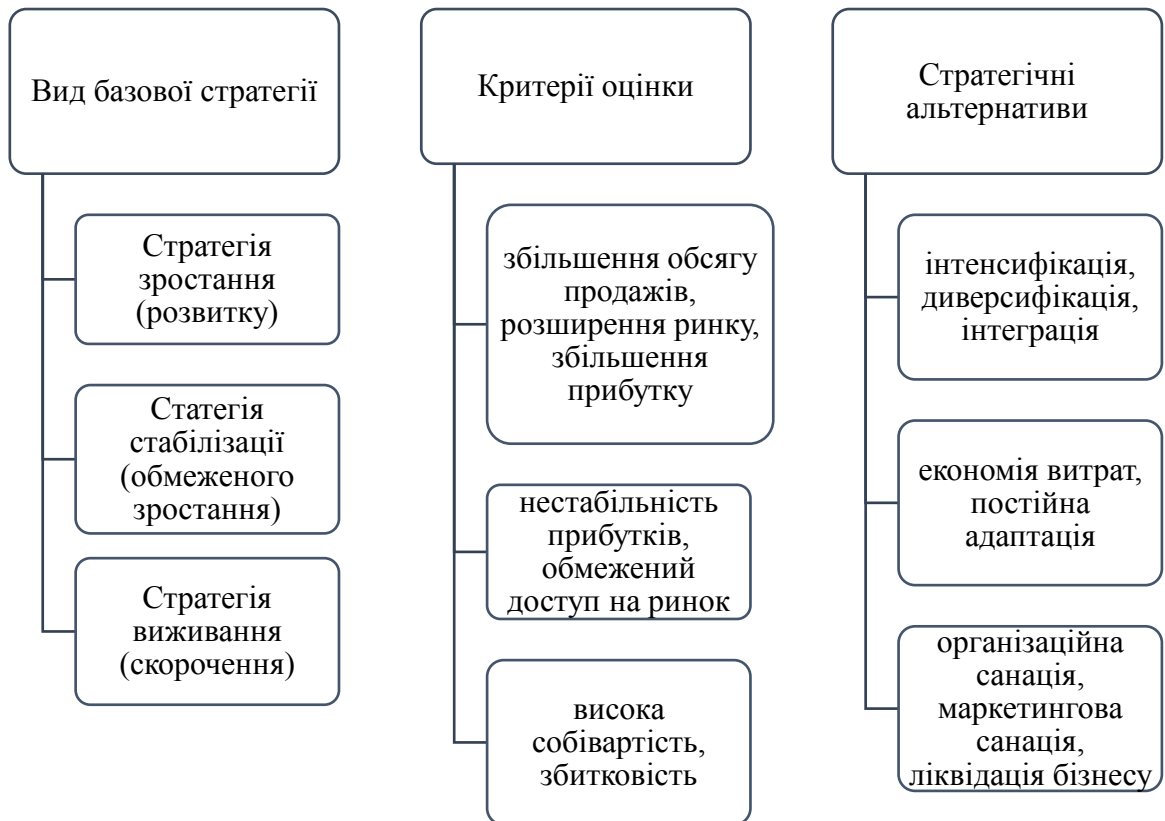 Вид базової стратегії
Стратегія
зростання
(розвитку)
Статегія
стабілізації
(обмеженого
зростання)
Стратегія
виживання
(скорочення)
Критерії оцінки
збільшення обсягу
продажів,
розширення ринку,
збільшення
прибутку
нестабільність
прибутків,
обмежений
доступ на ринок
висока
собівартість,
збитковість
Стратегічні
альтернативи
інтенсифікація,
диверсифікація,
інтеграція
економія витрат,
постійна
адаптація
організаційна
санація,
маркетингова
санація,
ліквідація бізнесу